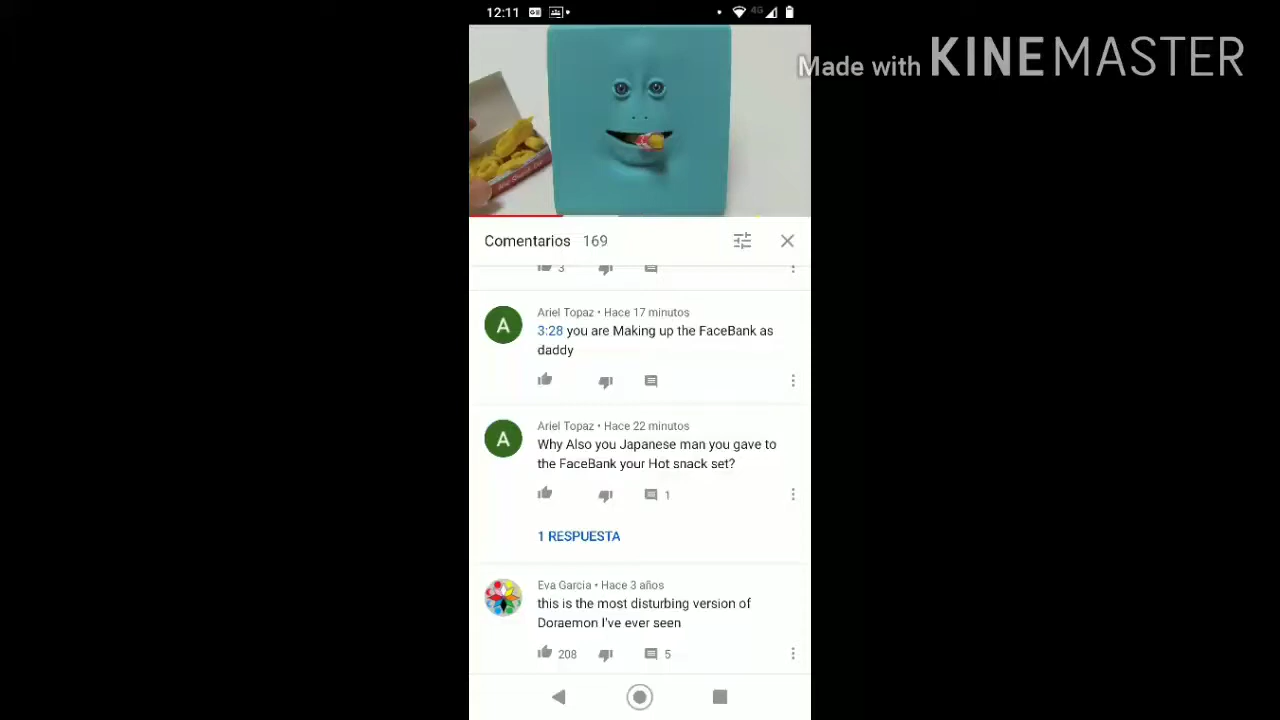 12:11
4G
Made with KINEMASTER
Comentarios 169
3
A
Ariel Topaz • Hace 17 minutos
3:28 you are Making up the FaceBank as
daddy
A
Ariel Topaz • Hace 22 minutos
Why Also you Japanese man you gave to
the FaceBank your Hot snack set?
1
1 RESPUESTA
Eva Garcia • Hace 3 años
this is the most disturbing version of
Doraemon I've ever seen
208
5